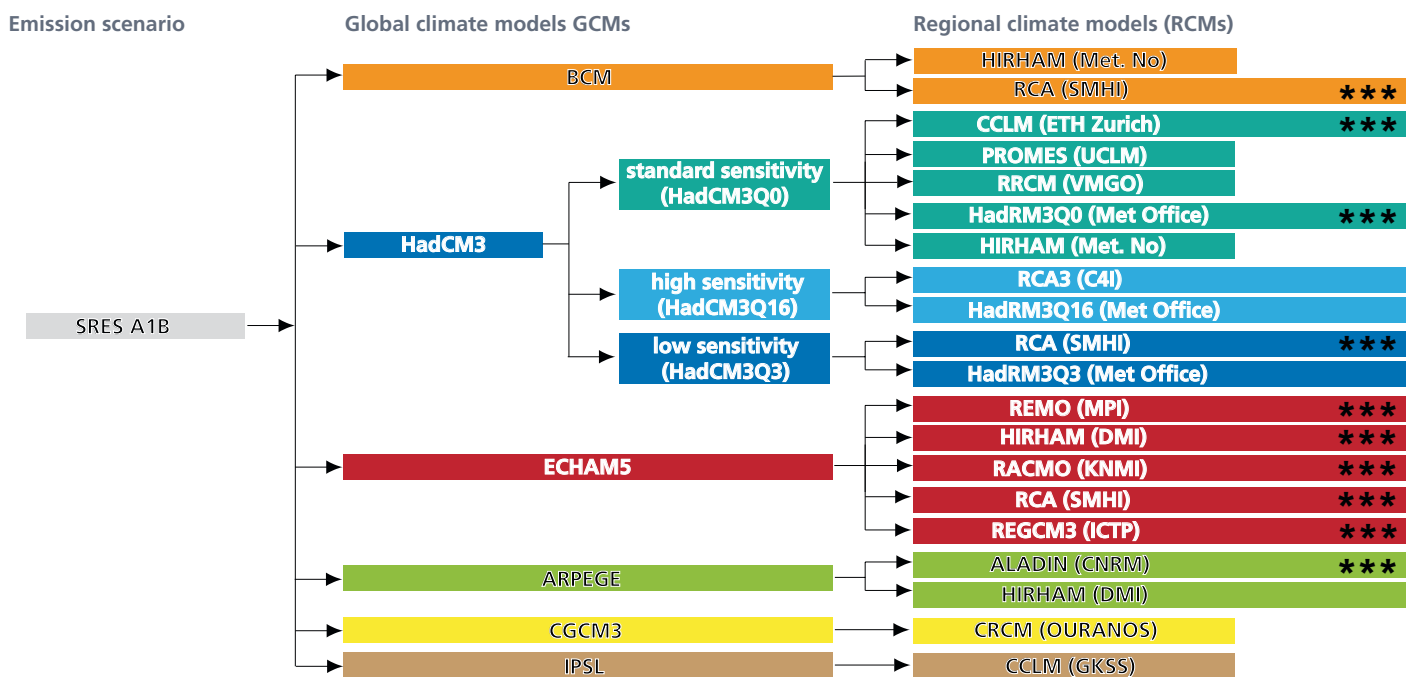 Emission scenario
Global climate models GCMs
Regional climate models (RCMs)
SRES A1B
BCM
HIRHAM (Met. No)
RCA (SMHI) ***
HadCM3
standard sensitivity
(HadCM3Q0)
CCLM (ETH Zurich) ***
PROMES (UCLM)
RRCM (VMGO)
HadRM3Q0 (Met Office) ***
HIRHAM (Met. No)
high sensitivity
(HadCM3Q16)
RCA3 (C4I)
HadRM3Q16 (Met Office)
low sensitivity
(HadCM3Q3)
RCA (SMHI) ***
HadRM3Q3 (Met Office)
ECHAM5
REMO (MPI) ***
HIRHAM (DMI) ***
RACMO (KNMI) ***
RCA (SMHI) ***
REGCM3 (ICTP) ***
ARPEGE
ALADIN (CNRM) ***
HIRHAM (DMI)
CGCM3
CRCM (OURANOS)
IPSL
CCLM (GKSS)